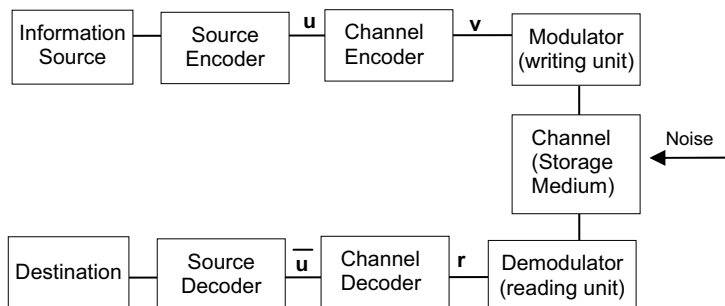 Information
Source
Source
Encoder
u
Channel
Encoder
v
Modulator
(writing unit)
Channel
(Storage
Medium)
Noise
Destination
Source
Decoder
u̅
Channel
Decoder
r
Demodulator
(reading unit)